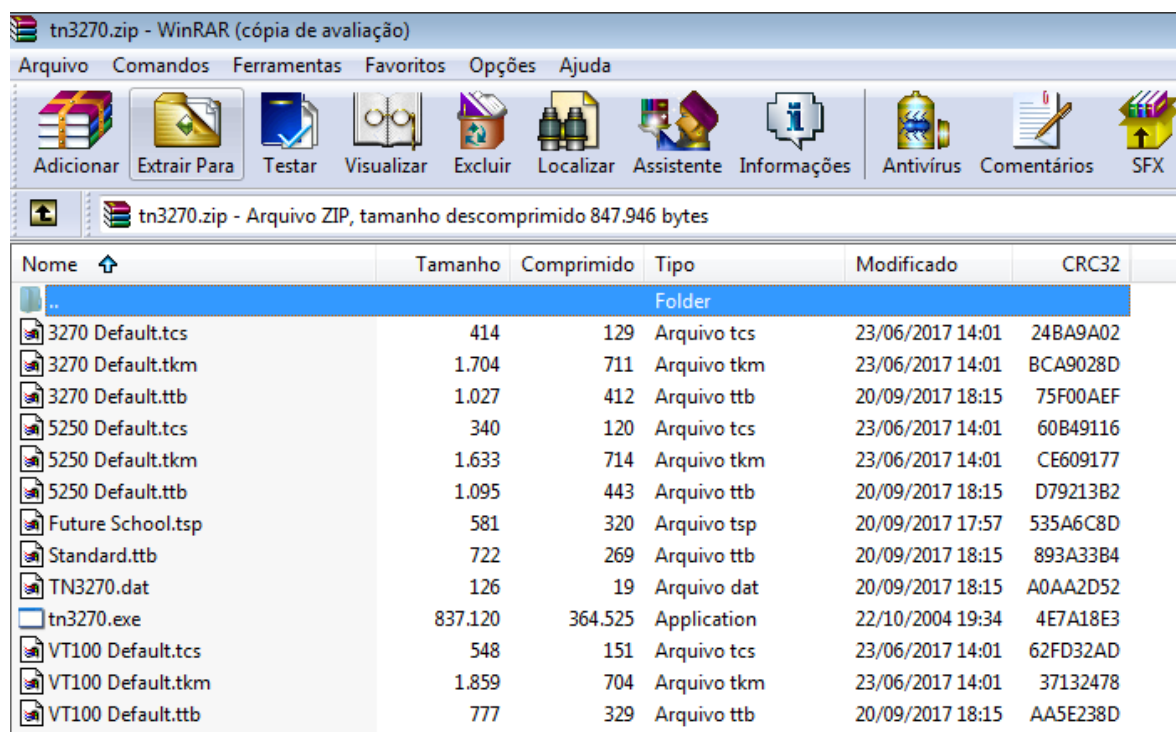 tn3270.zip - WinRAR (cópia de avaliação)
Arquivo Comandos Ferramentas Favoritos Opções Ajuda
Adicionar Extrair Para Testar Visualizar Excluir Localizar Assistente Informações Antivírus Comentários SFX
tn3270.zip - Arquivo ZIP, tamanho descomprimido 847.946 bytes
Nome Tamanho Comprimido Tipo Modificado CRC32
.. Folder
3270 Default.tcs 414 129 Arquivo tcs 23/06/2017 14:01 24BA9A02
3270 Default.tkm 1.704 711 Arquivo tkm 23/06/2017 14:01 BCA9028D
3270 Default.ttb 1.027 412 Arquivo ttb 20/09/2017 18:15 75F00AEF
5250 Default.tcs 340 120 Arquivo tcs 23/06/2017 14:01 60B49116
5250 Default.tkm 1.633 714 Arquivo tkm 23/06/2017 14:01 CE609177
5250 Default.ttb 1.095 443 Arquivo ttb 20/09/2017 18:15 D79213B2
Future School.tsp 581 320 Arquivo tsp 20/09/2017 17:57 535A6C8D
Standard.ttb 722 269 Arquivo ttb 20/09/2017 18:15 893A33B4
TN3270.dat 126 19 Arquivo dat 20/09/2017 18:15 A0AA2D52
tn3270.exe 837.120 364.525 Application 22/10/2004 19:34 4E7A18E3
VT100 Default.tcs 548 151 Arquivo tcs 23/06/2017 14:01 62FD32AD
VT100 Default.tkm 1.859 704 Arquivo tkm 23/06/2017 14:01 37132478
VT100 Default.ttb 777 329 Arquivo ttb 20/09/2017 18:15 AA5E238D